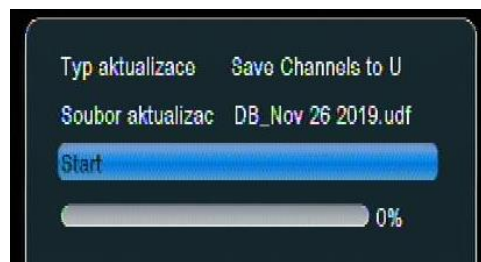 Typ aktualizace Save Channels to U
Soubor aktualizac DB_Nov 26 2019.udf
Start
0%